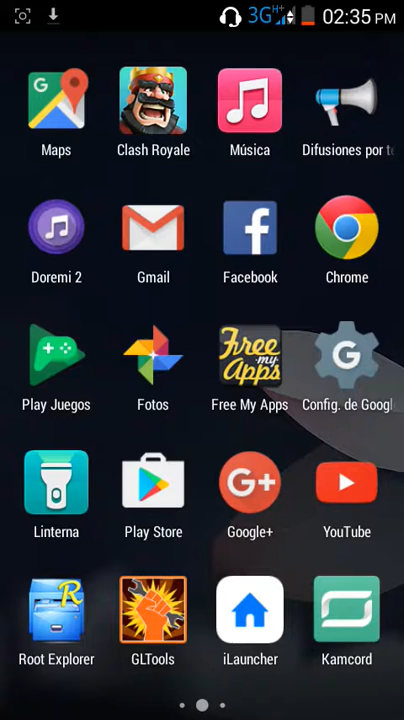 3G H+ 02:35 PM
G
Maps Clash Royale Música Difusiones por te
Doremi 2 Gmail Facebook Chrome
Free my Apps G
Play Juegos Fotos Free My Apps Config. de Googl
G+
Linterna Play Store Google+ YouTube
R
Root Explorer GLTools iLauncher Kamcord